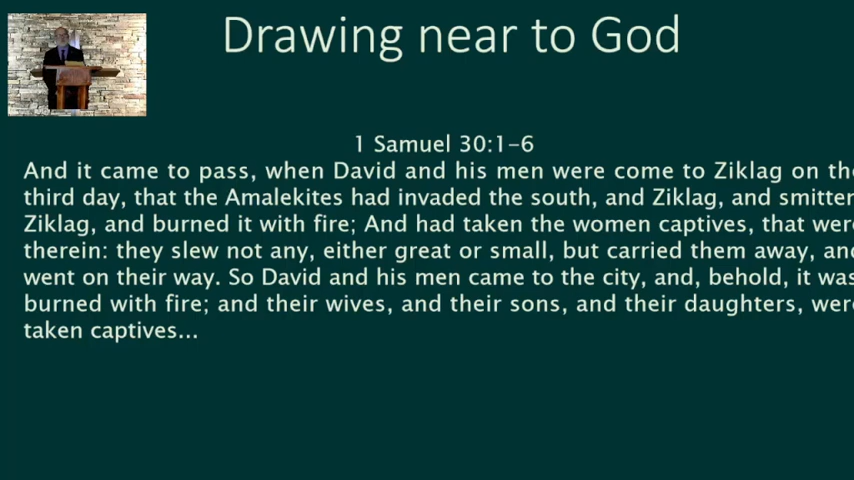 Drawing near to God
1 Samuel 30:1-6
And it came to pass, when David and his men were come to Ziklag on the
third day, that the Amalekites had invaded the south, and Ziklag, and smitten
Ziklag, and burned it with fire; And had taken the women captives, that were
therein: they slew not any, either great or small, but carried them away, and
went on their way. So David and his men came to the city, and, behold, it was
burned with fire; and their wives, and their sons, and their daughters, were
taken captives...